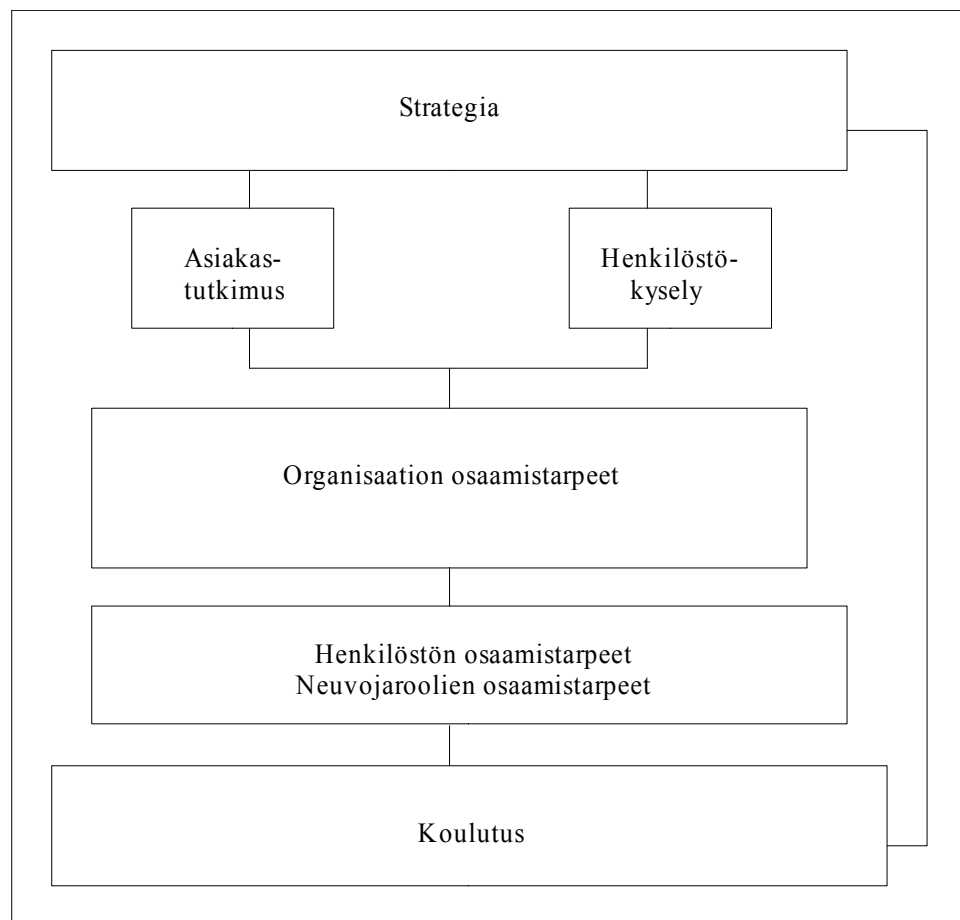 Strategia
Asiakas-
tutkimus
Henkilöstö-
kysely
Organisaation osaamistarpeet
Henkilöstön osaamistarpeet
Neuvojaroolien osaamistarpeet
Koulutus